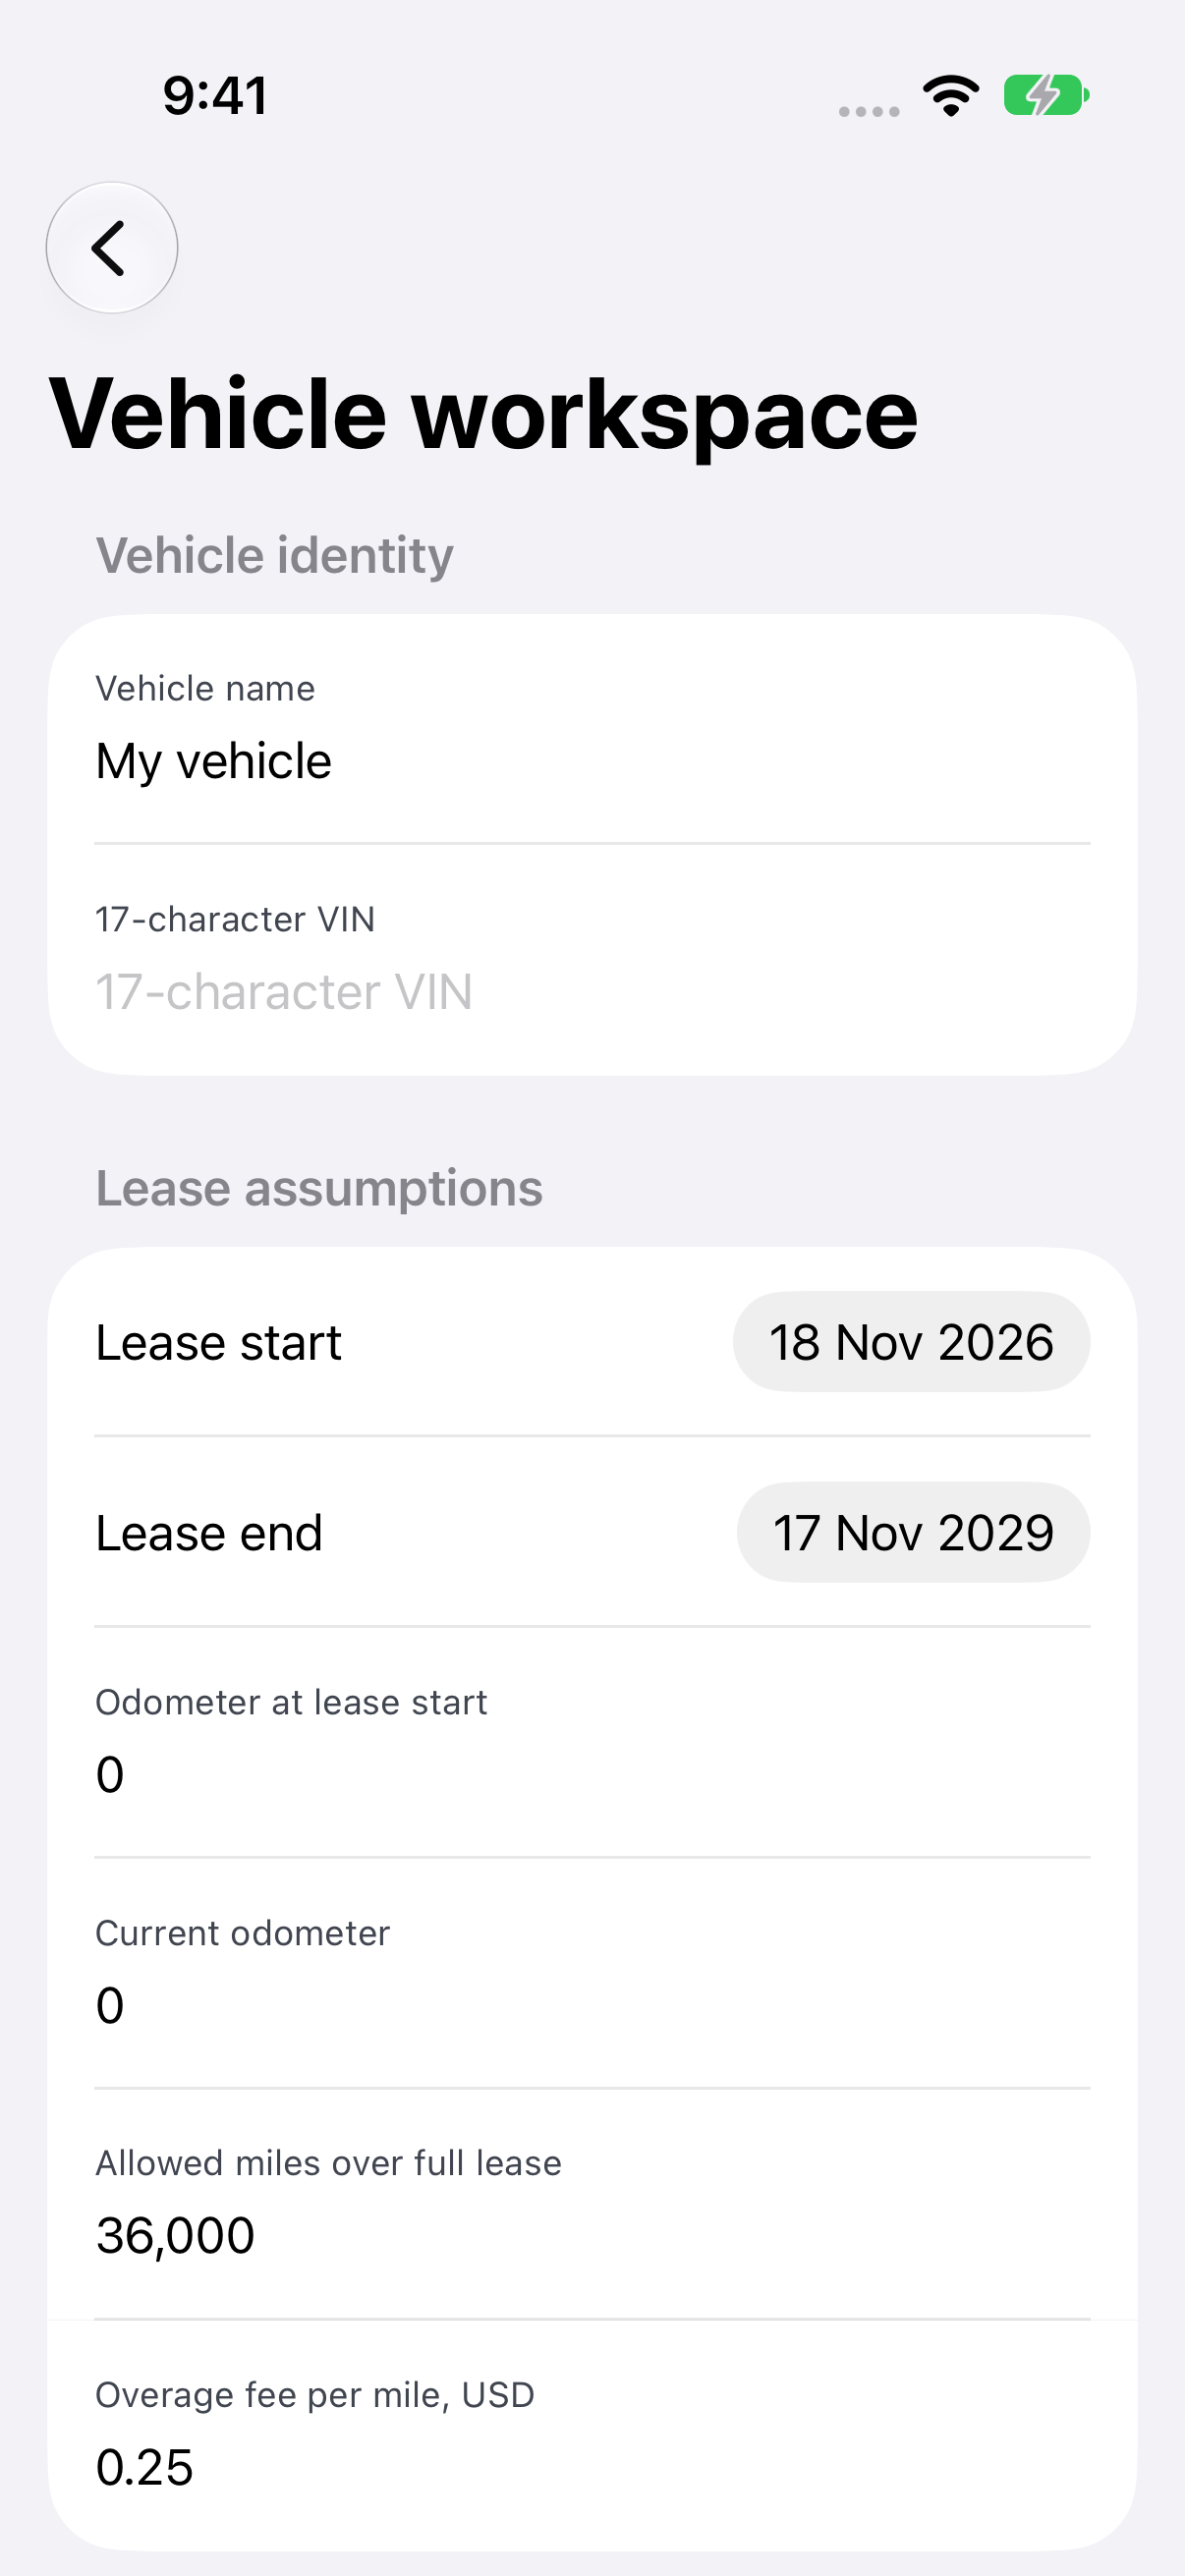 9:41
Vehicle workspace
Vehicle identity
Vehicle name
My vehicle
17-character VIN
17-character VIN
Lease assumptions
Lease start 18 Nov 2026
Lease end 17 Nov 2029
Odometer at lease start
0
Current odometer
0
Allowed miles over full lease
36,000
Overage fee per mile, USD
0.25